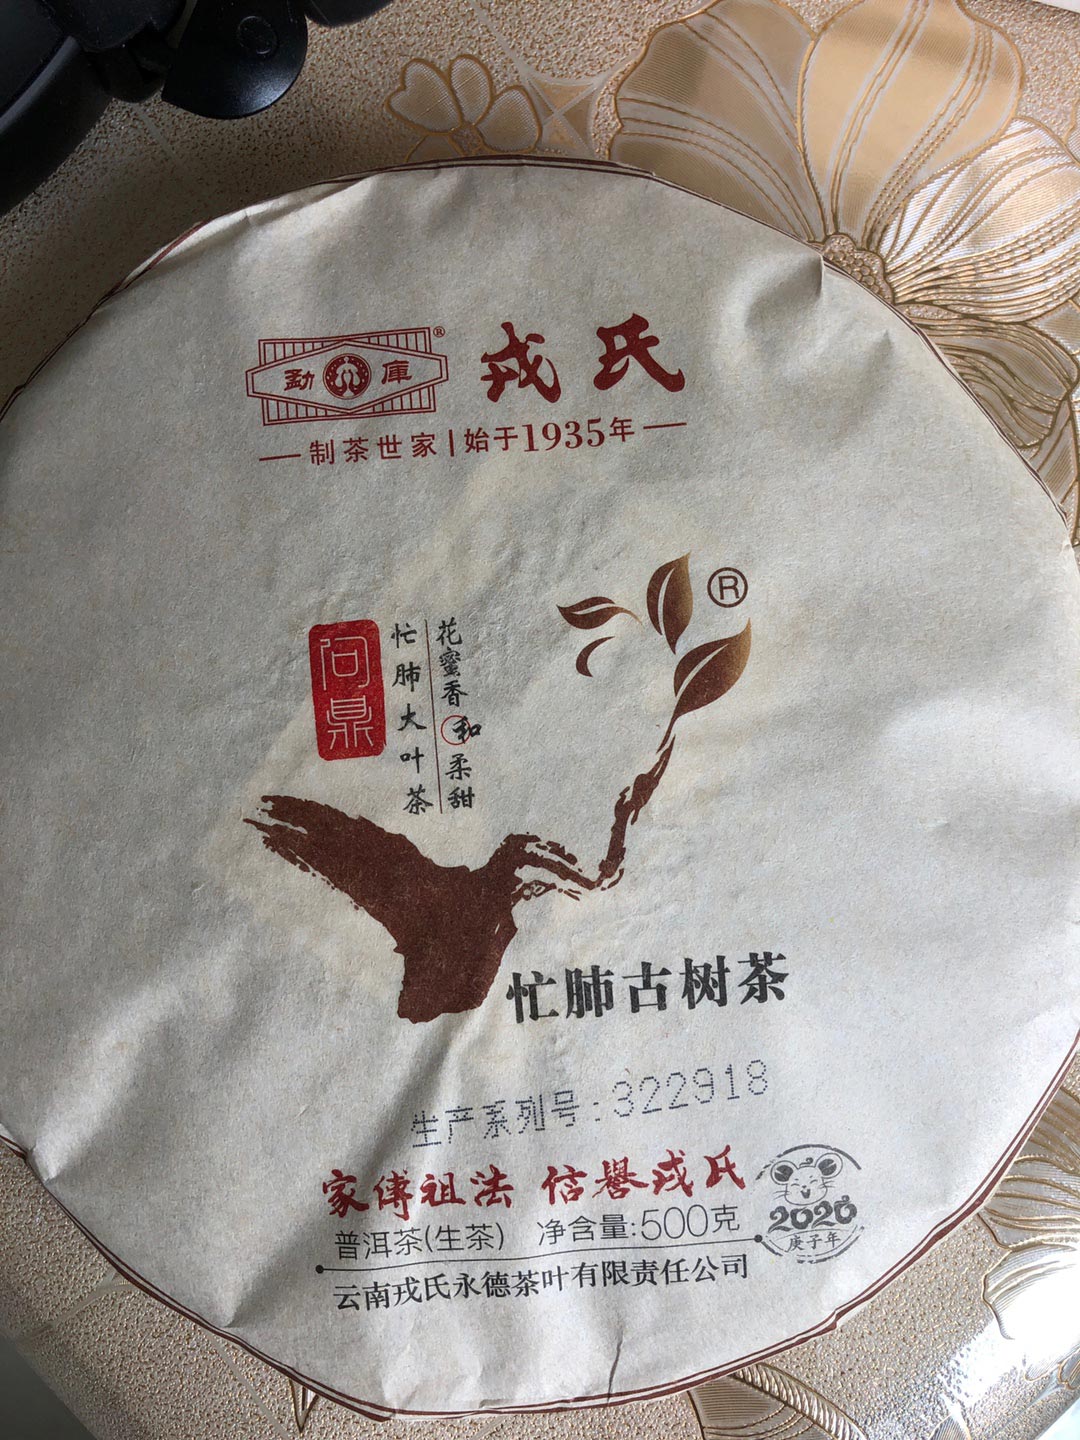 勐 庫 ®
戎 氏
制茶世家 | 始于1935年
®
问鼎
忙肺大叶茶
花蜜香和柔甜
忙肺古树茶
生产系列号:322918
家傅祖法 信譽戎氏
普洱茶(生茶) 净含量:500克
云南戎氏永德茶叶有限责任公司
2020
庚子年